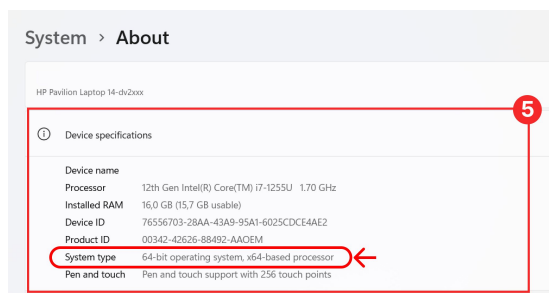 System > About
HP Pavilion Laptop 14-dv2xxx
5
Device specifications
Device name
Processor 12th Gen Intel(R) Core(TM) i7-1255U 1.70 GHz
Installed RAM 16,0 GB (15,7 GB usable)
Device ID 76556703-28AA-43A9-95A1-6025CDCE4AE2
Product ID 00342-42626-88492-AAOEM
System type 64-bit operating system, x64-based processor
Pen and touch Pen and touch support with 256 touch points